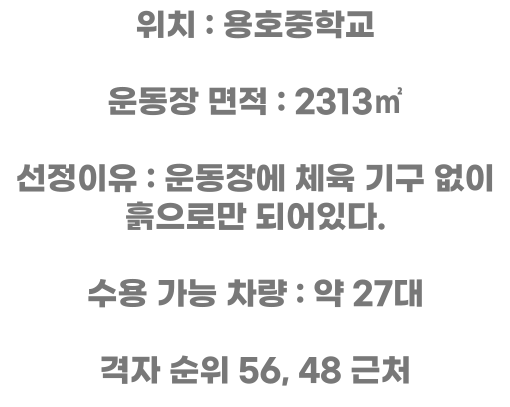 위치 : 용호중학교
운동장 면적 : 2313㎡
선정이유 : 운동장에 체육 기구 없이
흙으로만 되어있다.
수용 가능 차량 : 약 27대
격자 순위 56, 48 근처